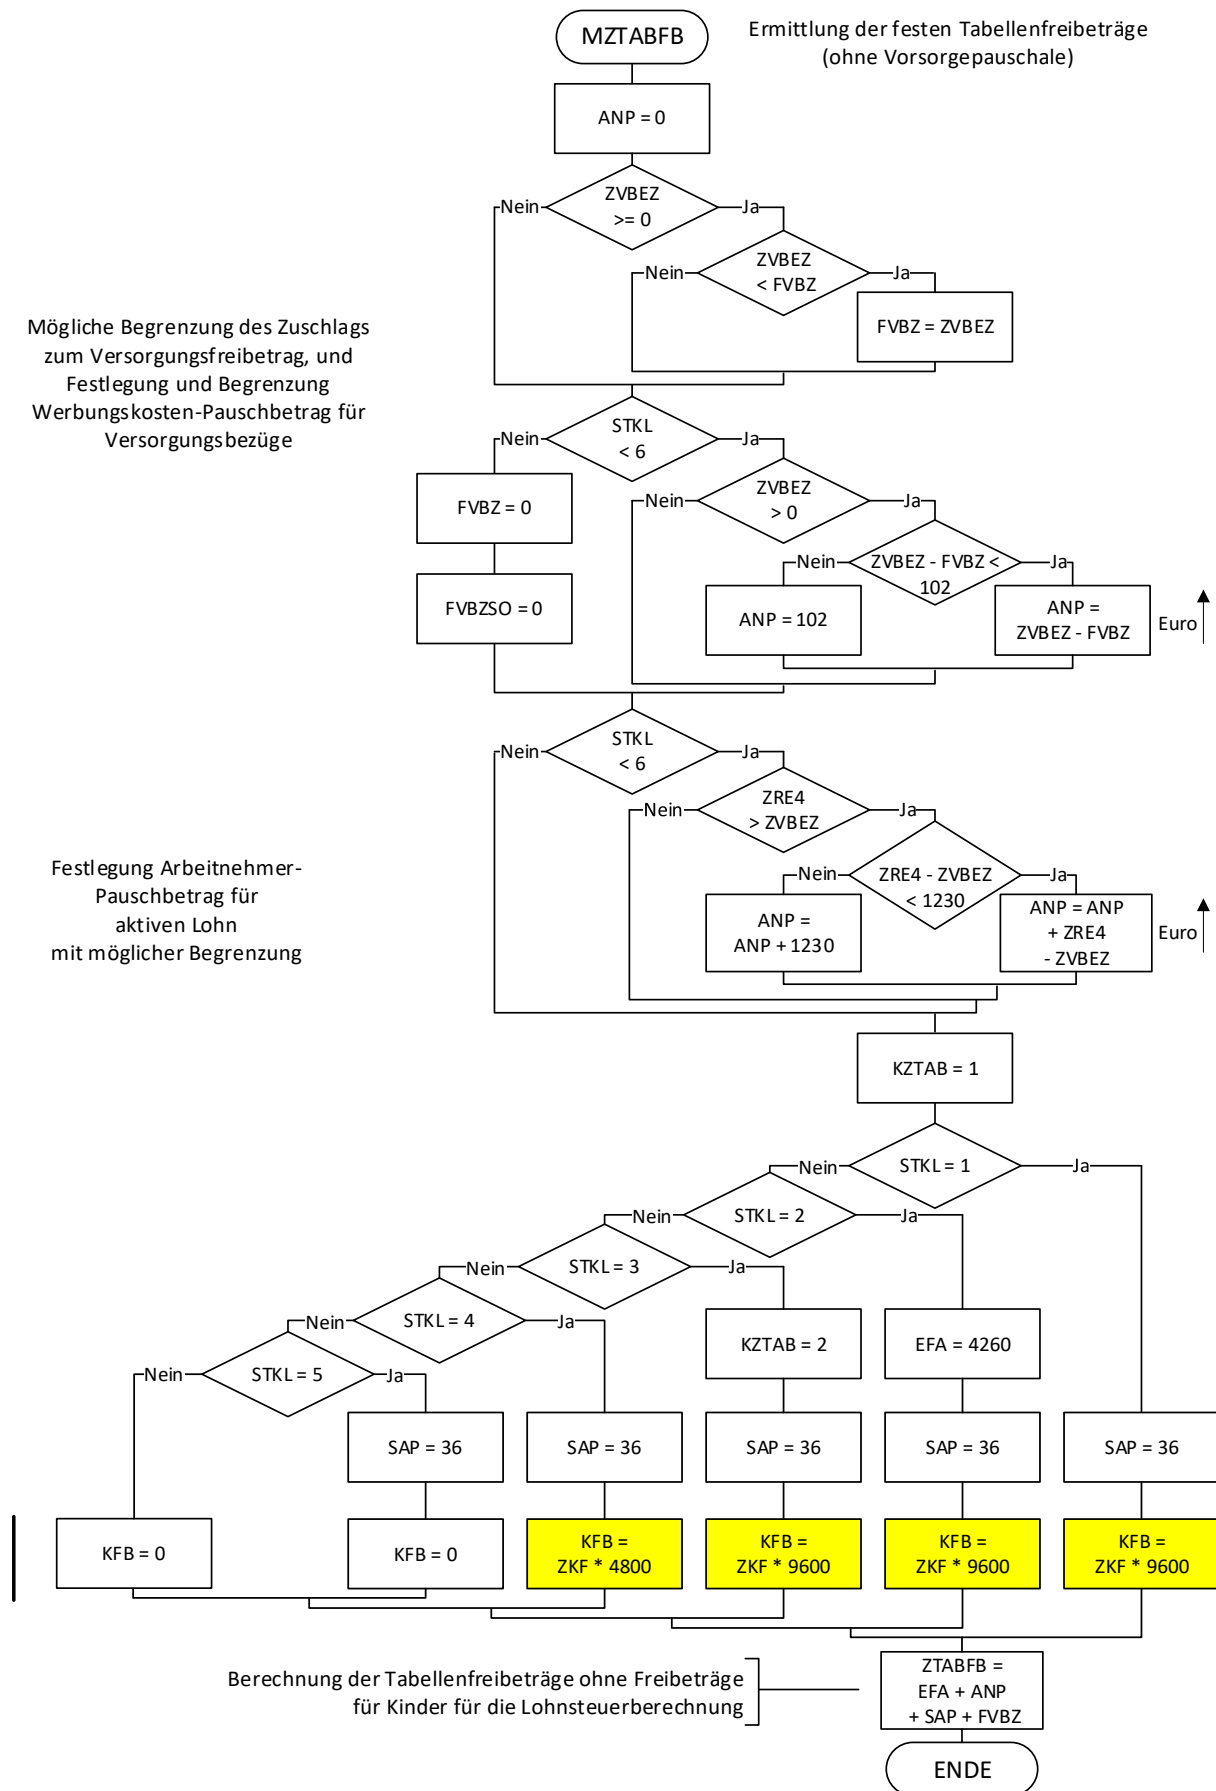 MZTABFB
Ermittlung der festen Tabellenfreibeträge
(ohne Vorsorgepauschale)
ANP = 0
ZVBEZ
>= 0
Nein
Ja
ZVBEZ
< FVBZ
Nein
Ja
FVBZ = ZVBEZ
Mögliche Begrenzung des Zuschlags
zum Versorgungsfreibetrag, und
Festlegung und Begrenzung
Werbungskosten-Pauschbetrag für
Versorgungsbezüge
STKL
< 6
Nein
Ja
FVBZ = 0
FVBZSO = 0
ZVBEZ
> 0
Nein
Ja
ZVBEZ - FVBZ <
102
Nein
Ja
ANP = 102
ANP =
ZVBEZ - FVBZ
Euro
STKL
< 6
Nein
Ja
ZRE4
> ZVBEZ
Nein
Ja
Festlegung Arbeitnehmer-
Pauschbetrag für
aktiven Lohn
mit möglicher Begrenzung
ZRE4 - ZVBEZ
< 1230
Nein
Ja
ANP =
ANP + 1230
ANP = ANP
+ ZRE4
- ZVBEZ
Euro
KZTAB = 1
STKL = 1
Nein
Ja
STKL = 2
Nein
Ja
STKL = 3
Nein
Ja
STKL = 4
Nein
Ja
STKL = 5
Nein
Ja
KZTAB = 2
EFA = 4260
SAP = 36
SAP = 36
SAP = 36
SAP = 36
SAP = 36
KFB = 0
KFB = 0
KFB =
ZKF * 4800
KFB =
ZKF * 9600
KFB =
ZKF * 9600
KFB =
ZKF * 9600
Berechnung der Tabellenfreibeträge ohne Freibeträge
für Kinder für die Lohnsteuerberechnung
ZTABFB =
EFA + ANP
+ SAP + FVBZ
ENDE